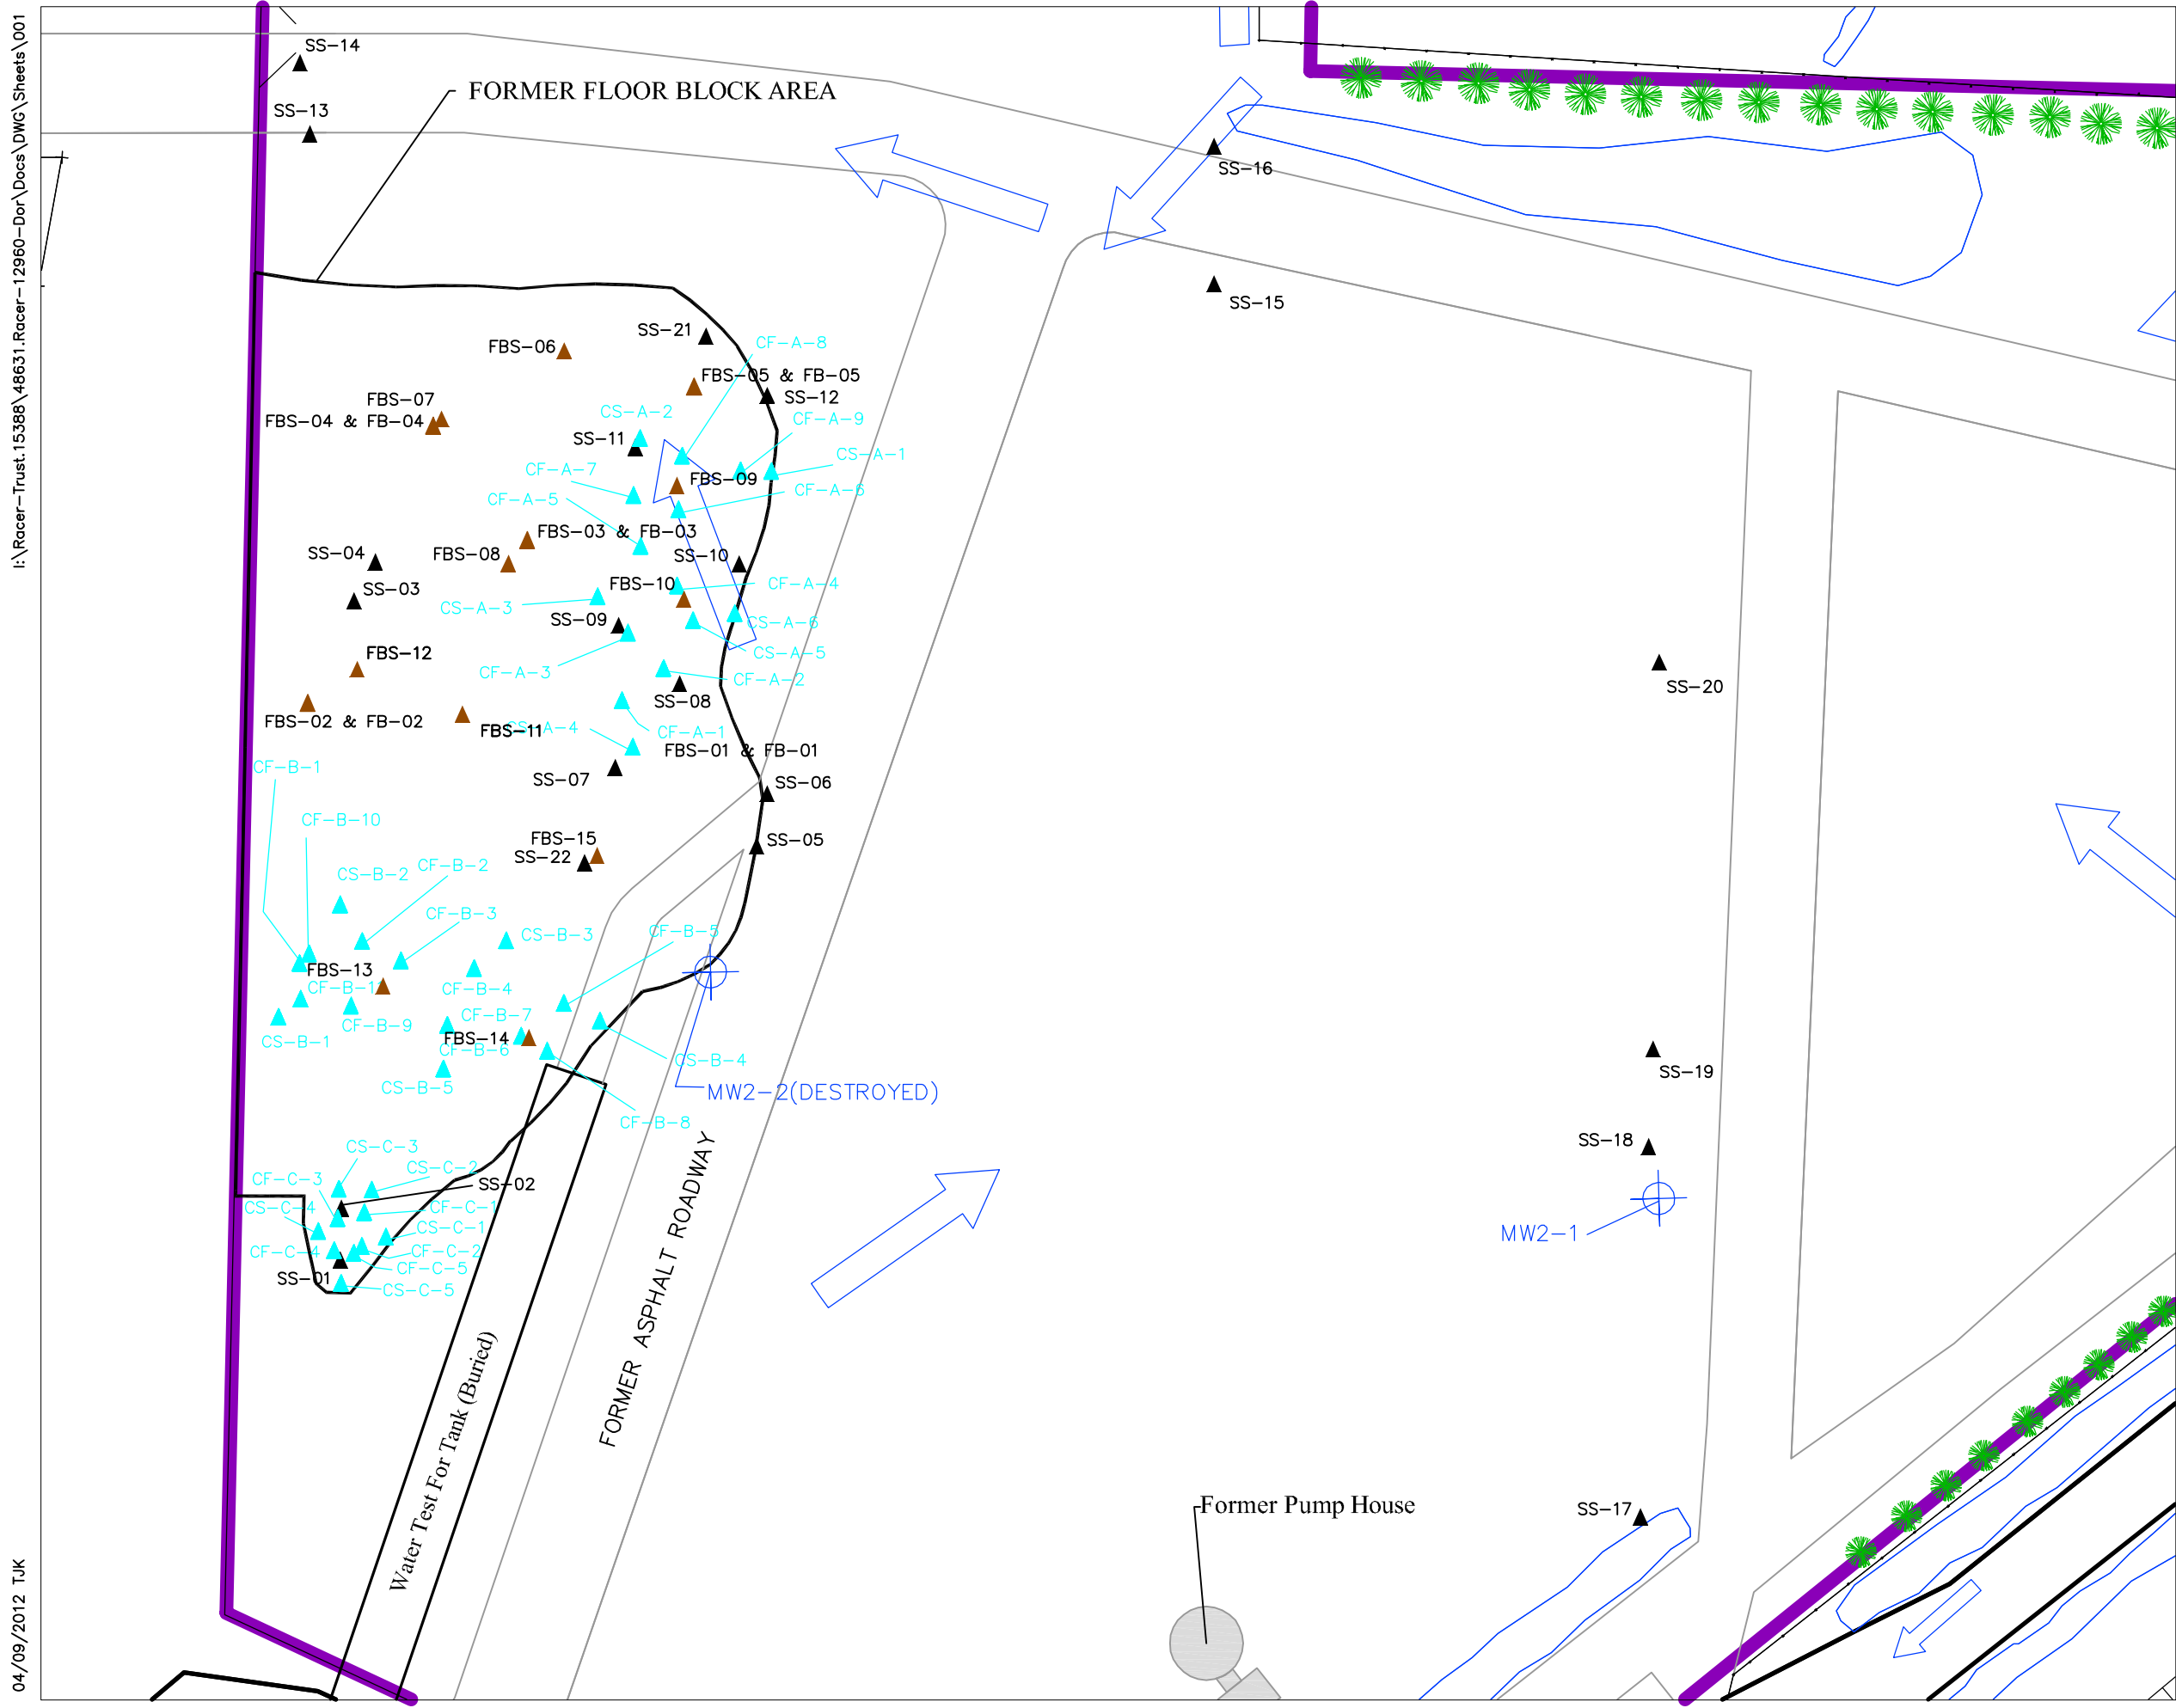 I:\Racer-Trust.15388\48631.Racer-12960-Dor\Docs\DWG\Sheets\001
04/09/2012 TJK
SS-14
FORMER FLOOR BLOCK AREA
SS-13
SS-16
SS-15
SS-21
CF-A-8
FBS-06
FBS-05 & FB-05
SS-12
FBS-07
CS-A-2
CF-A-9
FBS-04 & FB-04
SS-11
CS-A-1
CF-A-7
FBS-09
CF-A-6
CF-A-5
FBS-03 & FB-03
SS-04
FBS-08
SS-10
SS-03
FBS-10
CF-A-4
CS-A-3
SS-09
CS-A-6
FBS-12
CS-A-5
CF-A-3
CF-A-2
SS-20
SS-08
FBS-02 & FB-02
FBS-11
CS-A-4
CF-A-1
FBS-01 & FB-01
CF-B-1
SS-07
SS-06
CF-B-10
FBS-15
SS-05
SS-22
CF-B-2
CS-B-2
CF-B-3
CS-B-3
CF-B-5
FBS-13
CF-B-11
CF-B-4
CF-B-7
CF-B-9
CS-B-1
FBS-14
CF-B-6
CS-B-4
SS-19
CS-B-5
MW2-2(DESTROYED)
CF-B-8
SS-18
CS-C-3
CS-C-2
CF-C-3
SS-02
CS-C-4
CF-C-1
CS-C-1
MW2-1
CF-C-4
CF-C-2
CF-C-5
SS-01
CS-C-5
FORMER ASPHALT ROADWAY
Water Test For Tank (Buried)
Former Pump House
SS-17